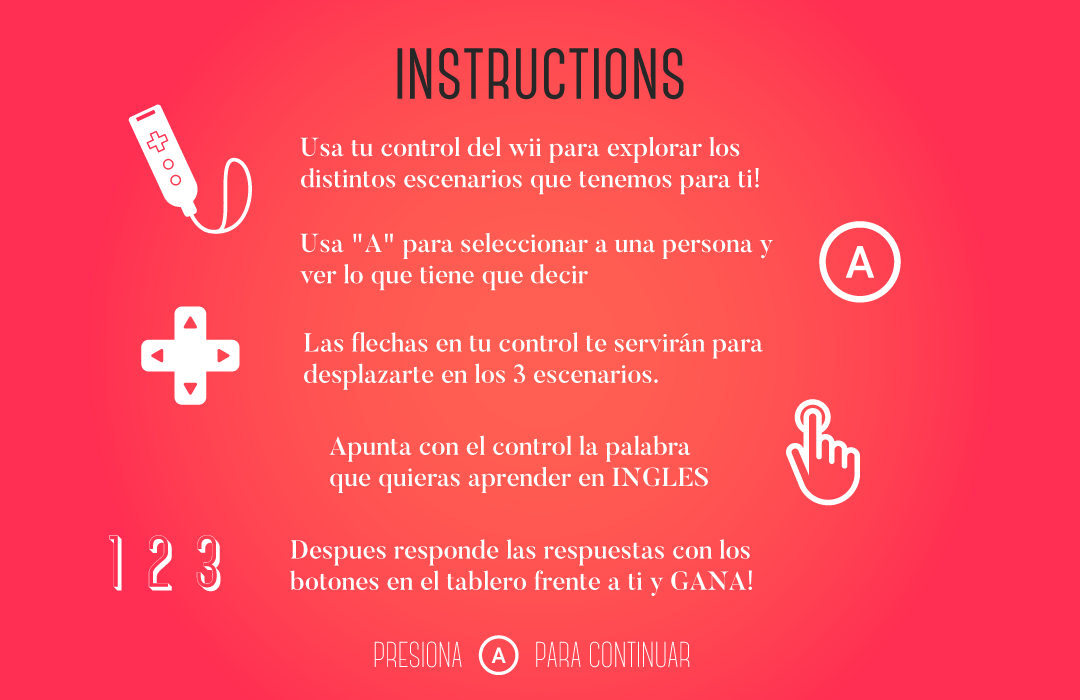 INSTRUCTIONS
Usa tu control del wii para explorar los
distintos escenarios que tenemos para ti!
Usa "A" para seleccionar a una persona y
ver lo que tiene que decir
A
Las flechas en tu control te servirán para
desplazarte en los 3 escenarios.
Apunta con el control la palabra
que quieras aprender en INGLES
1 2 3
Despues responde las respuestas con los
botones en el tablero frente a ti y GANA!
PRESIONA A PARA CONTINUAR